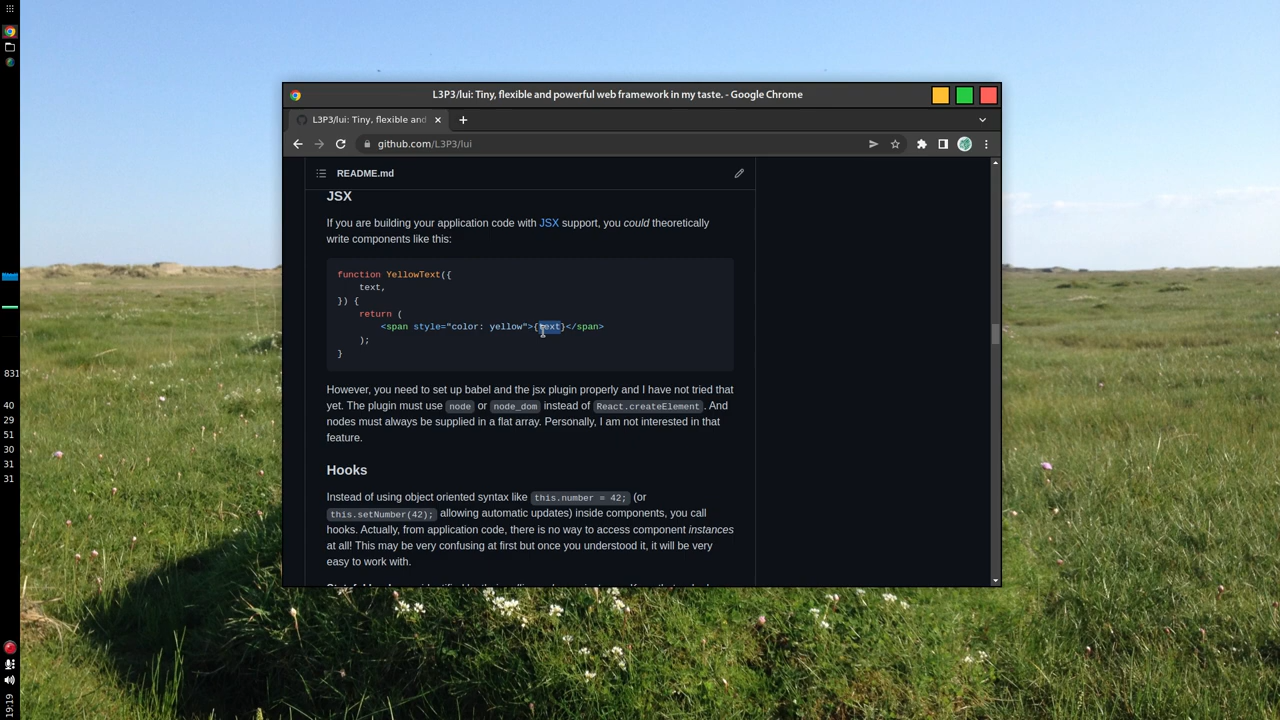 L3P3/lui: Tiny, flexible and powerful web framework in my taste. - Google Chrome
L3P3/lui: Tiny, flexible and
github.com/L3P3/lui
README.md
JSX
If you are building your application code with JSX support, you could theoretically
write components like this:
function YellowText({
text,
}) {
return (
<span style="color: yellow">{text}</span>
);
}
However, you need to set up babel and the jsx plugin properly and I have not tried that
yet. The plugin must use node or node_dom instead of React.createElement. And
nodes must always be supplied in a flat array. Personally, I am not interested in that
feature.
Hooks
Instead of using object oriented syntax like this.number = 42; (or
this.setNumber(42); allowing automatic updates) inside components, you call
hooks. Actually, from application code, there is no way to access component instances
at all! This may be very confusing at first but once you understood it, it will be very
easy to work with.
831
40
29
51
30
31
31
19:19